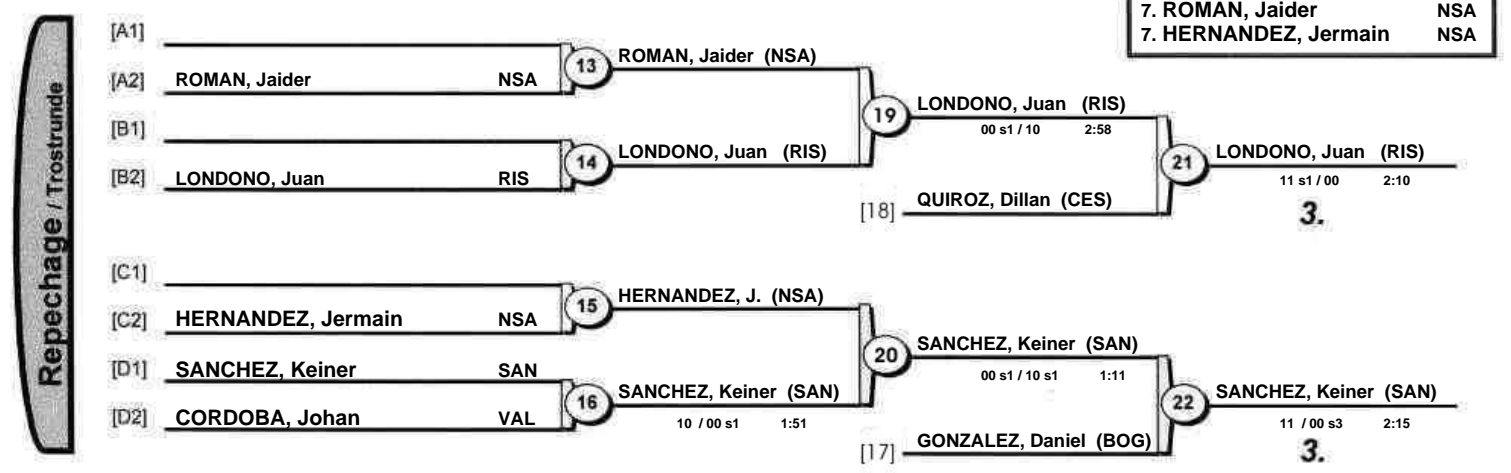 7. ROMAN, Jaider NSA
7. HERNANDEZ, Jermain NSA
Repechage / Trostrunde
[A1]
[A2] ROMAN, Jaider NSA
13
ROMAN, Jaider (NSA)
[B1]
[B2] LONDONO, Juan RIS
14
LONDONO, Juan (RIS)
19
LONDONO, Juan (RIS)
00 s1 / 10 2:58
[18] QUIROZ, Dillan (CES)
21
LONDONO, Juan (RIS)
11 s1 / 00 2:10
3.
[C1]
[C2] HERNANDEZ, Jermain NSA
15
HERNANDEZ, J. (NSA)
[D1] SANCHEZ, Keiner SAN
[D2] CORDOBA, Johan VAL
16
SANCHEZ, Keiner (SAN)
10 / 00 s1 1:51
20
SANCHEZ, Keiner (SAN)
00 s1 / 10 s1 1:11
[17] GONZALEZ, Daniel (BOG)
22
SANCHEZ, Keiner (SAN)
11 / 00 s3 2:15
3.